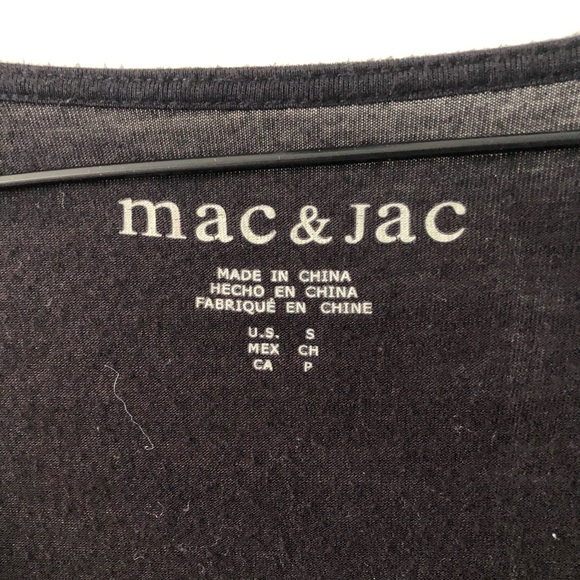 mac & Jac
MADE IN CHINA
HECHO EN CHINA
FABRIQUÉ EN CHINE
U.S. S
MEX CH
CA P